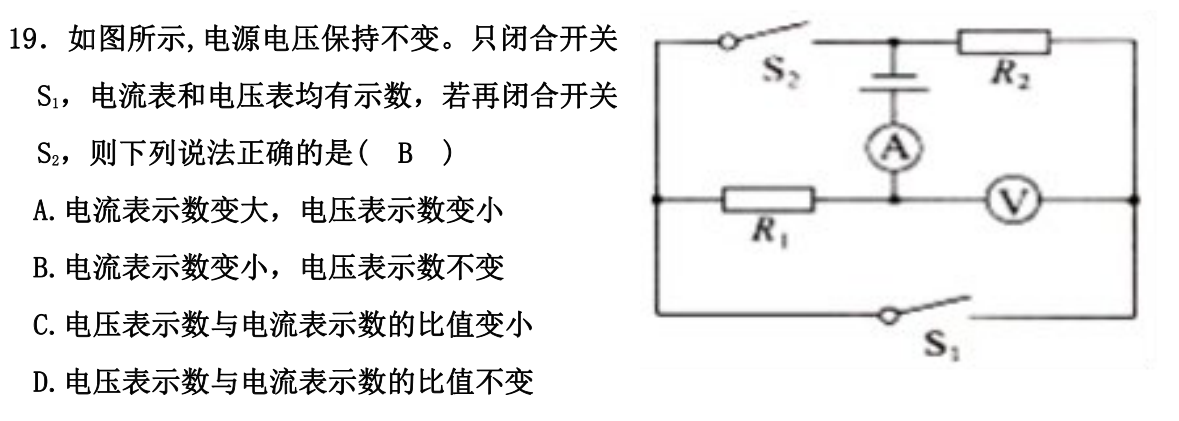 19．如图所示,电源电压保持不变。只闭合开关
S₁，电流表和电压表均有示数，若再闭合开关
S₂，则下列说法正确的是( B )
A.电流表示数变大，电压表示数变小
B.电流表示数变小，电压表示数不变
C.电压表示数与电流表示数的比值变小
D.电压表示数与电流表示数的比值不变
S₂
R₂
A
R₁
V
S₁